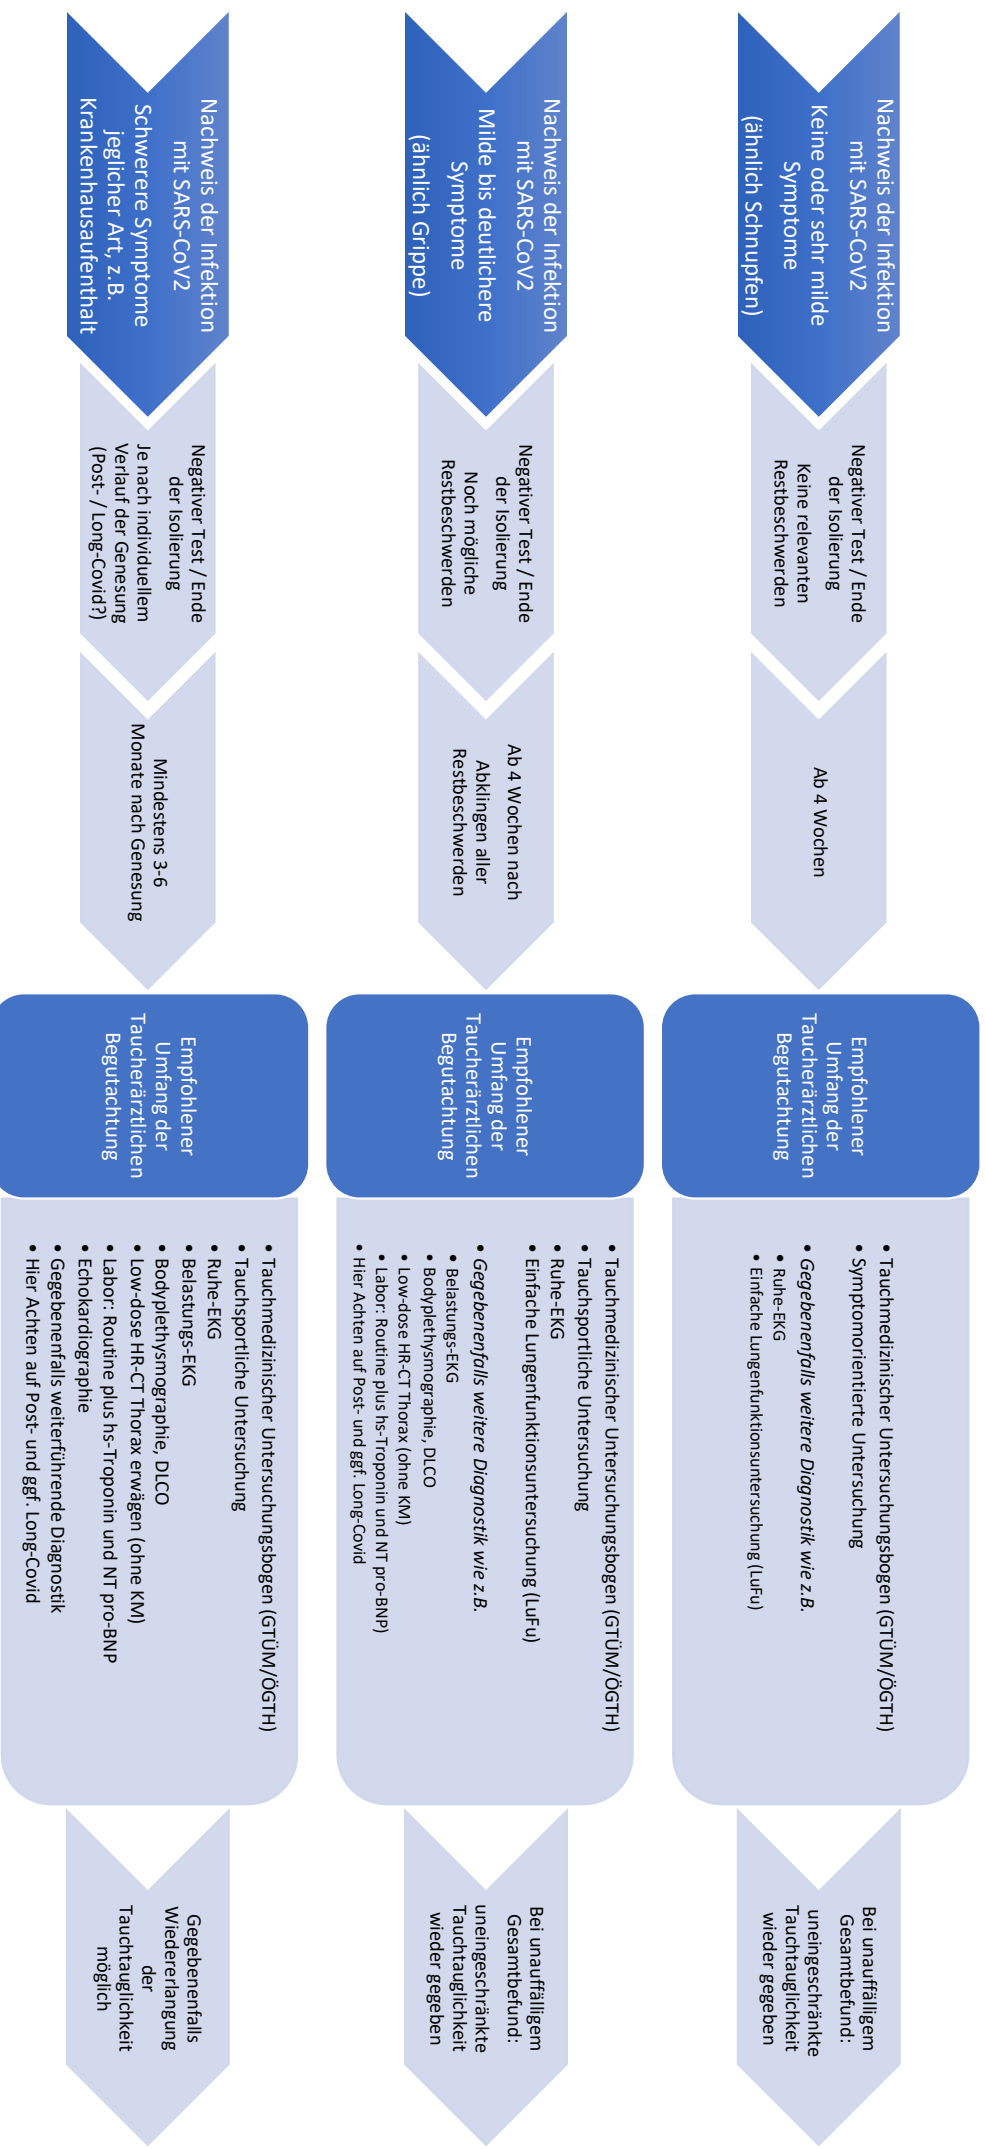 Nachweis der Infektion
mit SARS-CoV2
Keine oder sehr milde
Symptome
(ähnlich Schnupfen)
Negativer Test / Ende
der Isolierung
Keine relevanten
Restbeschwerden
Ab 4 Wochen
Empfohlener
Umfang der
Taucherärztlichen
Begutachtung
• Tauchmedizinischer Untersuchungsbogen (GTÜM/ÖGTH)
• Symptomorientierte Untersuchung
• Gegebenenfalls weitere Diagnostik wie z.B.
• Ruhe-EKG
• Einfache Lungenfunktionsuntersuchung (LuFu)
Bei unauffälligem
Gesamtbefund:
uneingeschränkte
Tauchtauglichkeit
wieder gegeben
Nachweis der Infektion
mit SARS-CoV2
Milde bis deutlichere
Symptome
(ähnlich Grippe)
Negativer Test / Ende
der Isolierung
Noch mögliche
Restbeschwerden
Ab 4 Wochen nach
Abklingen aller
Restbeschwerden
Empfohlener
Umfang der
Taucherärztlichen
Begutachtung
• Tauchmedizinischer Untersuchungsbogen (GTÜM/ÖGTH)
• Tauchsportliche Untersuchung
• Ruhe-EKG
• Einfache Lungenfunktionsuntersuchung (LuFu)
• Gegebenenfalls weitere Diagnostik wie z.B.
• Belastungs-EKG
• Bodyplethysmographie, DLCO
• Low-dose HR-CT Thorax (ohne KM)
• Labor: Routine plus hs-Troponin und NT pro-BNP)
• Hier Achten auf Post- und ggf. Long-Covid
Bei unauffälligem
Gesamtbefund:
uneingeschränkte
Tauchtauglichkeit
wieder gegeben
Nachweis der Infektion
mit SARS-CoV2
Schwerere Symptome
jeglicher Art, z.B.
Krankenhausaufenthalt
Negativer Test / Ende
der Isolierung
Je nach individuellem
Verlauf der Genesung
(Post- / Long-Covid?)
Mindestens 3-6
Monate nach Genesung
Empfohlener
Umfang der
Taucherärztlichen
Begutachtung
• Tauchmedizinischer Untersuchungsbogen (GTÜM/ÖGTH)
• Tauchsportliche Untersuchung
• Ruhe-EKG
• Belastungs-EKG
• Bodyplethysmographie, DLCO
• Low-dose HR-CT Thorax erwägen (ohne KM)
• Labor: Routine plus hs-Troponin und NT pro-BNP
• Echokardiographie
• Gegebenenfalls weiterführende Diagnostik
• Hier Achten auf Post- und ggf. Long-Covid
Gegebenenfalls
Wiedererlangung
der
Tauchtauglichkeit
möglich